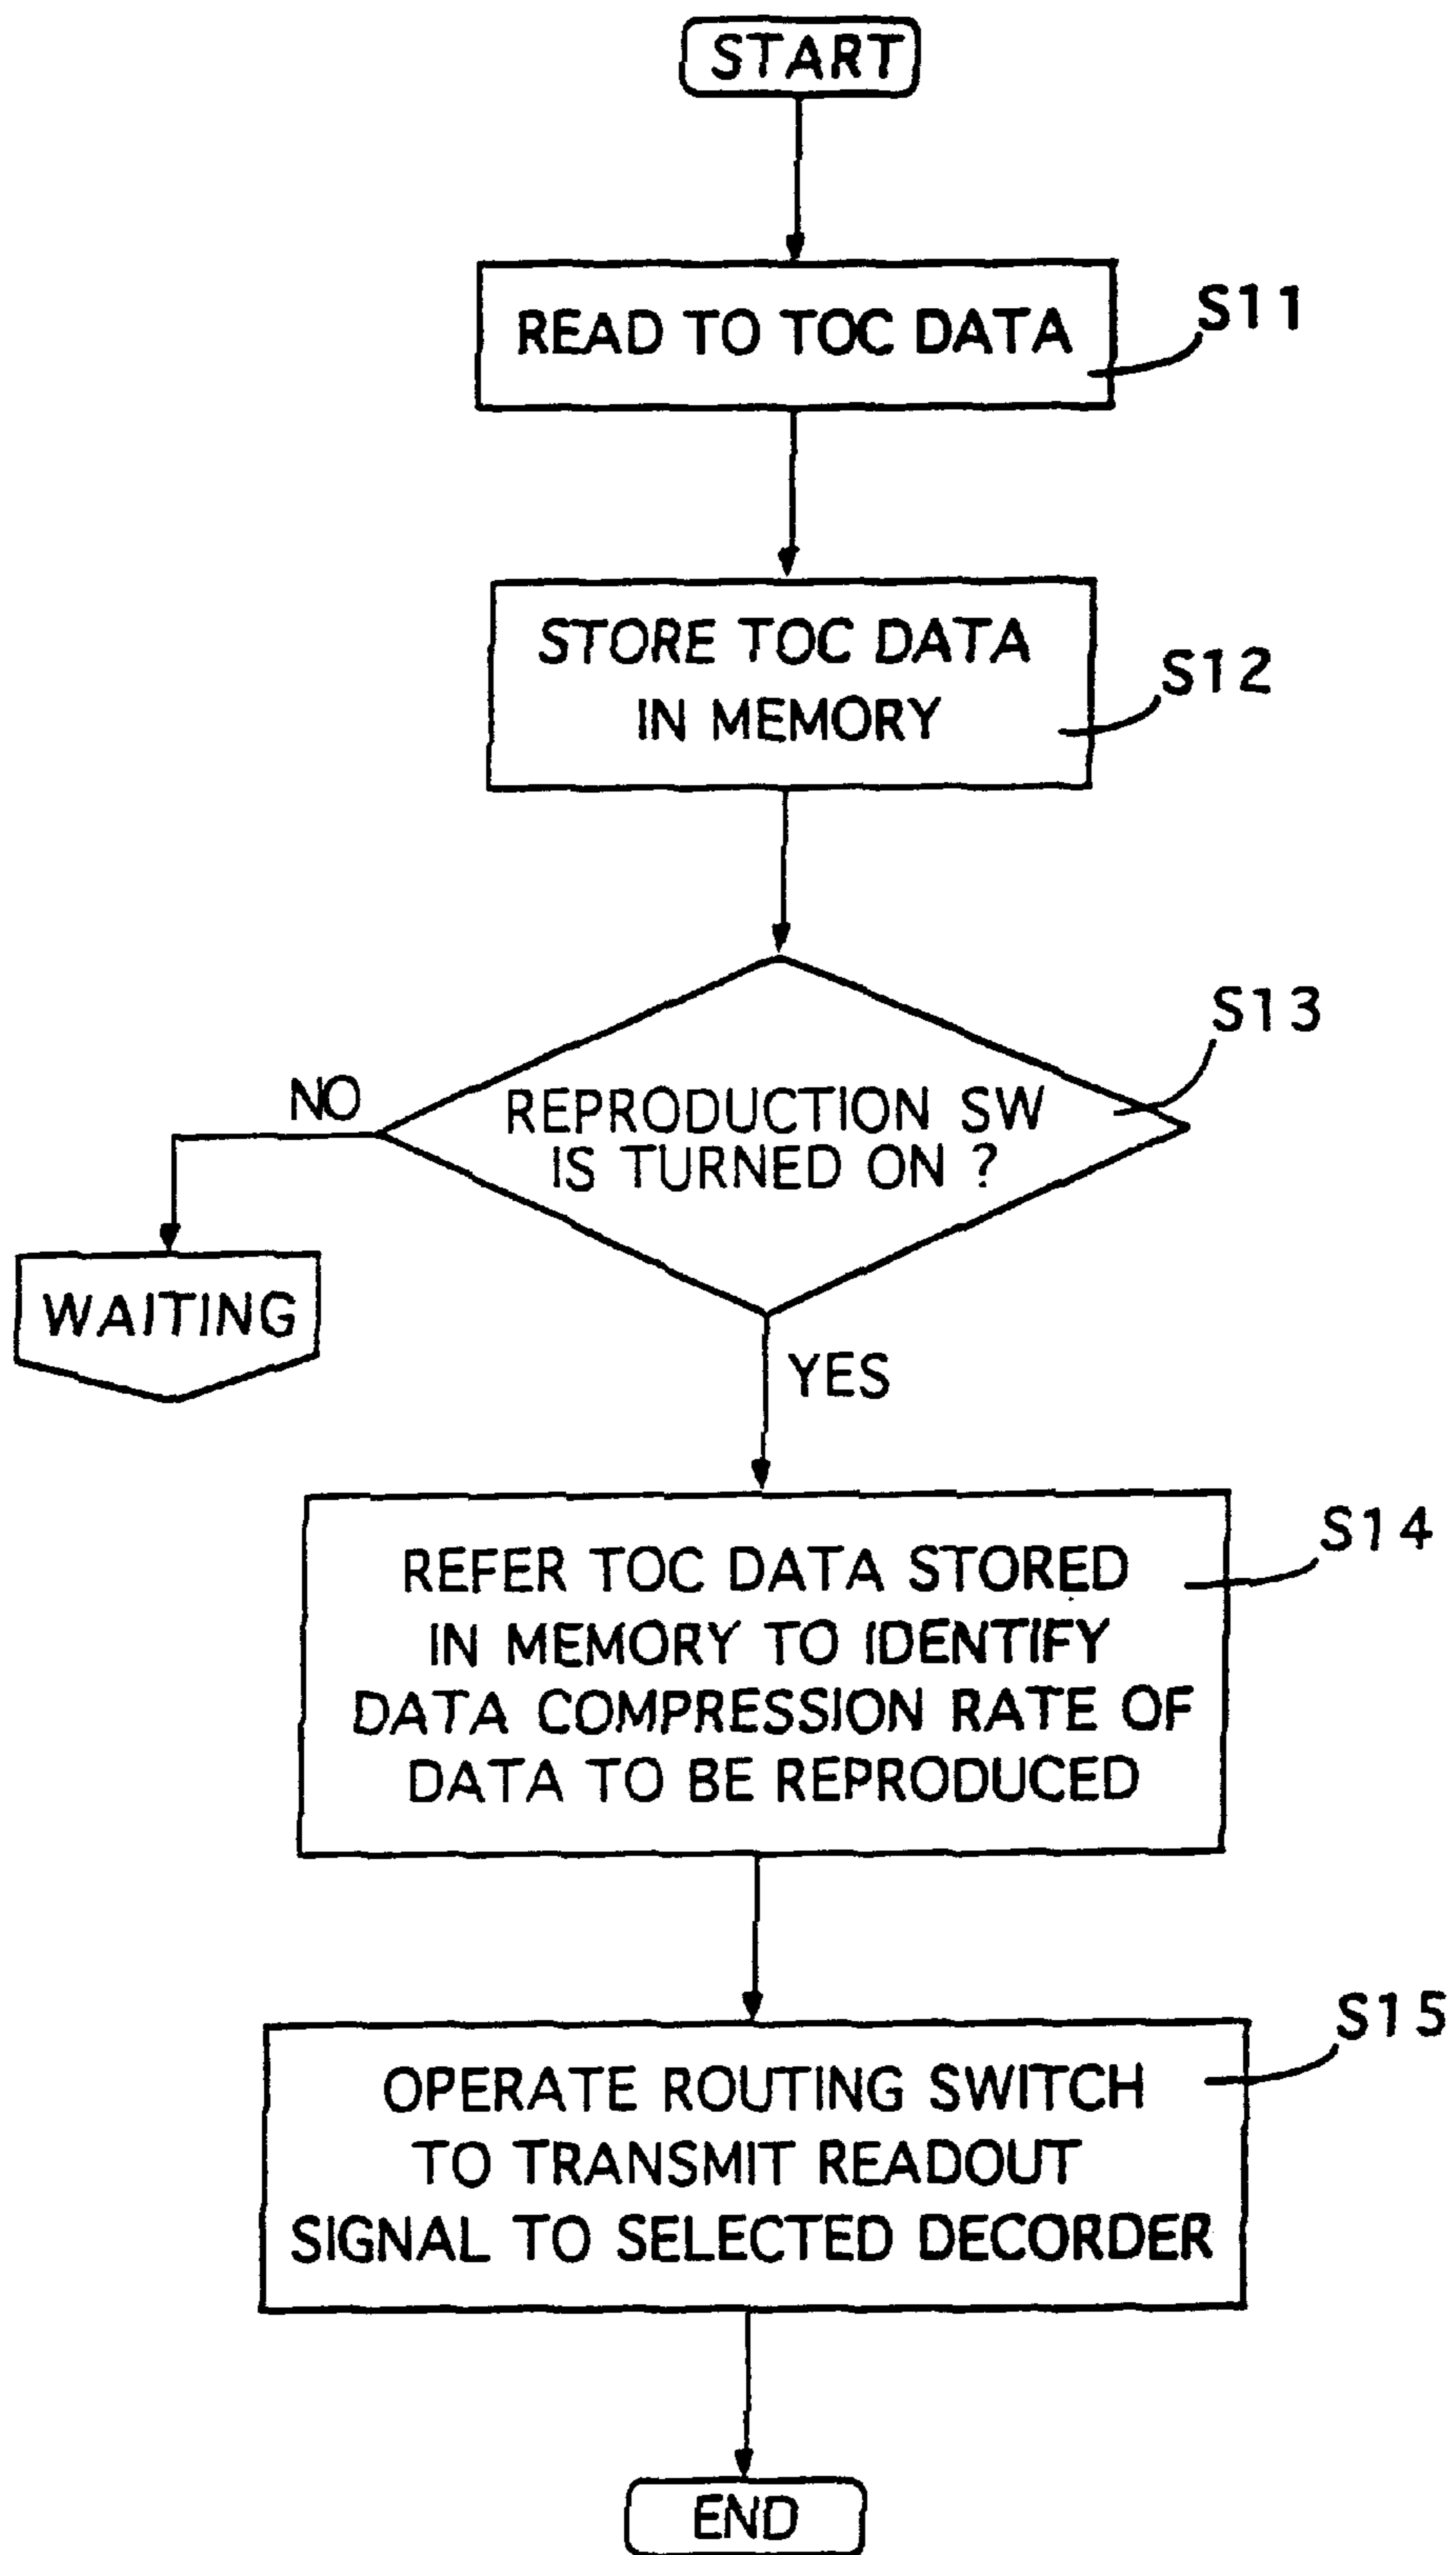 START
READ TO TOC DATA
S11
STORE TOC DATA
IN MEMORY
S12
S13
REPRODUCTION SW
IS TURNED ON ?
NO
WAITING
YES
S14
REFER TOC DATA STORED
IN MEMORY TO IDENTIFY
DATA COMPRESSION RATE OF
DATA TO BE REPRODUCED
S15
OPERATE ROUTING SWITCH
TO TRANSMIT READOUT
SIGNAL TO SELECTED DECORDER
END